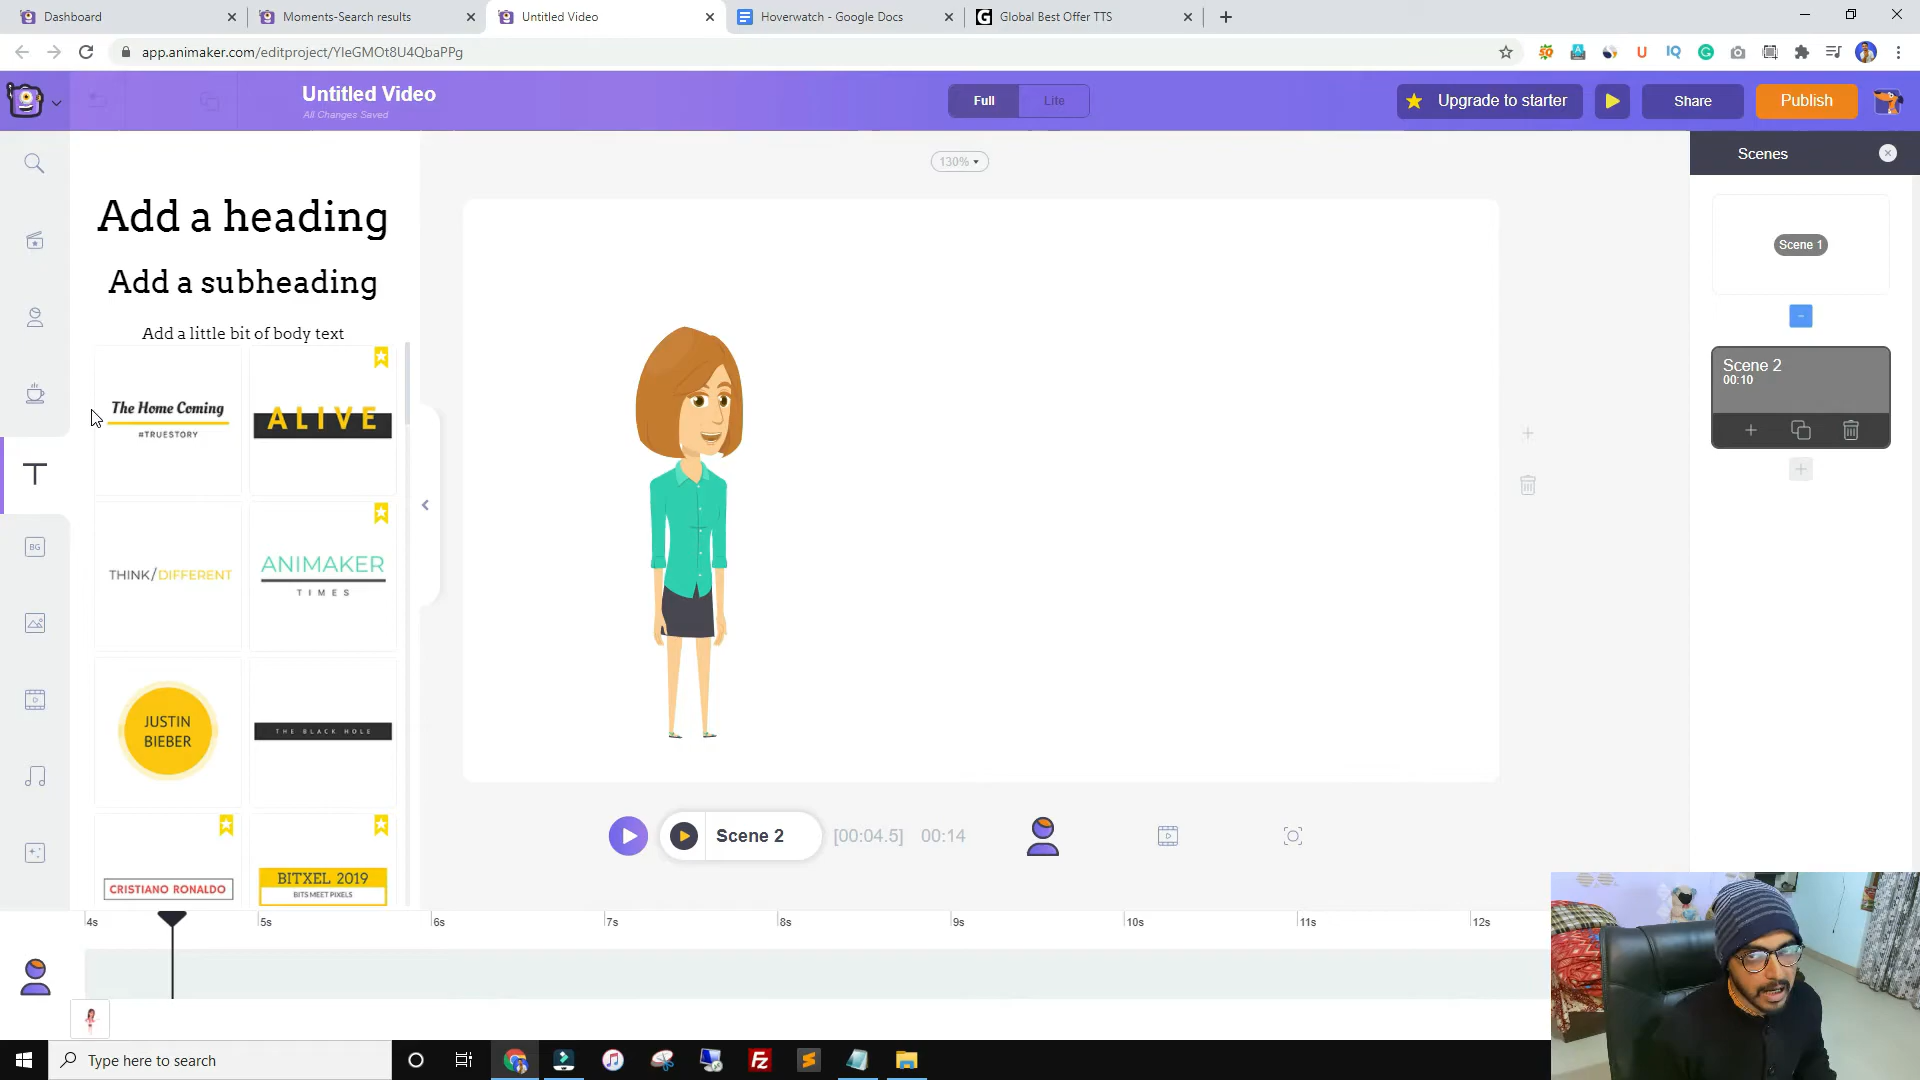 Dashboard
Moments-Search results
Untitled Video
Hoverwatch - Google Docs
Global Best Offer TTS
app.animaker.com/editproject/YIeGMOt8U4QbaPPg
Untitled Video
All Changes Saved
Full
Lite
Upgrade to starter
Share
Publish
130%
Scenes
Add a heading
Add a subheading
Add a little bit of body text
Scene 1
Scene 2
00:10
The Home Coming
#TRUESTORY
ALIVE
THINK/DIFFERENT
ANIMAKER
TIMES
BG
JUSTIN
BIEBER
THE BLACK HOLE
CRISTIANO RONALDO
BITXEL 2019
BITS MEET PIXELS
Scene 2
[00:04.5]
00:14
4s
5s
6s
7s
8s
9s
10s
11s
12s
Type here to search